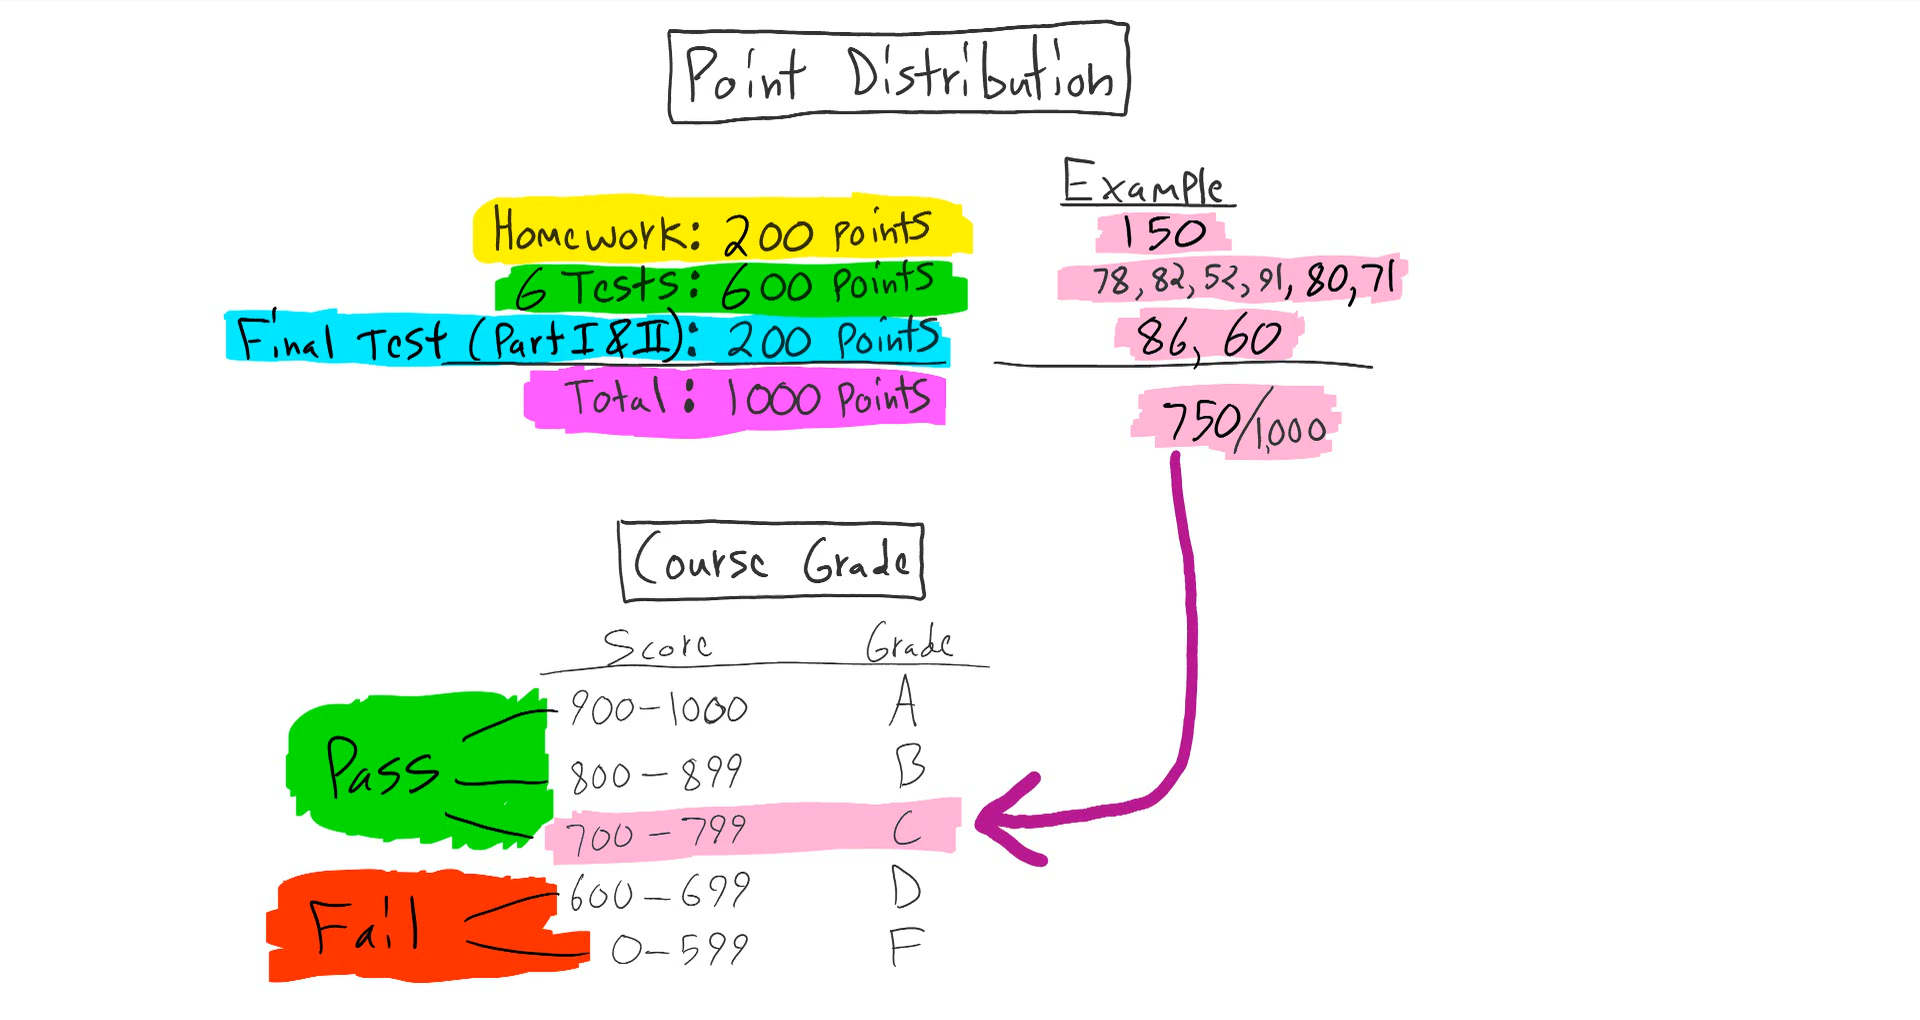 Point Distribution
Example
Homework: 200 Points
150
6 Tests: 600 Points
78, 82, 52, 91, 80, 71
Final Test (Part I & II): 200 Points
86, 60
Total: 1000 Points
750/1,000
Course Grade
Score Grade
900-1000 A
Pass
800-899 B
700-799 C
600-699 D
Fail
0-599 F